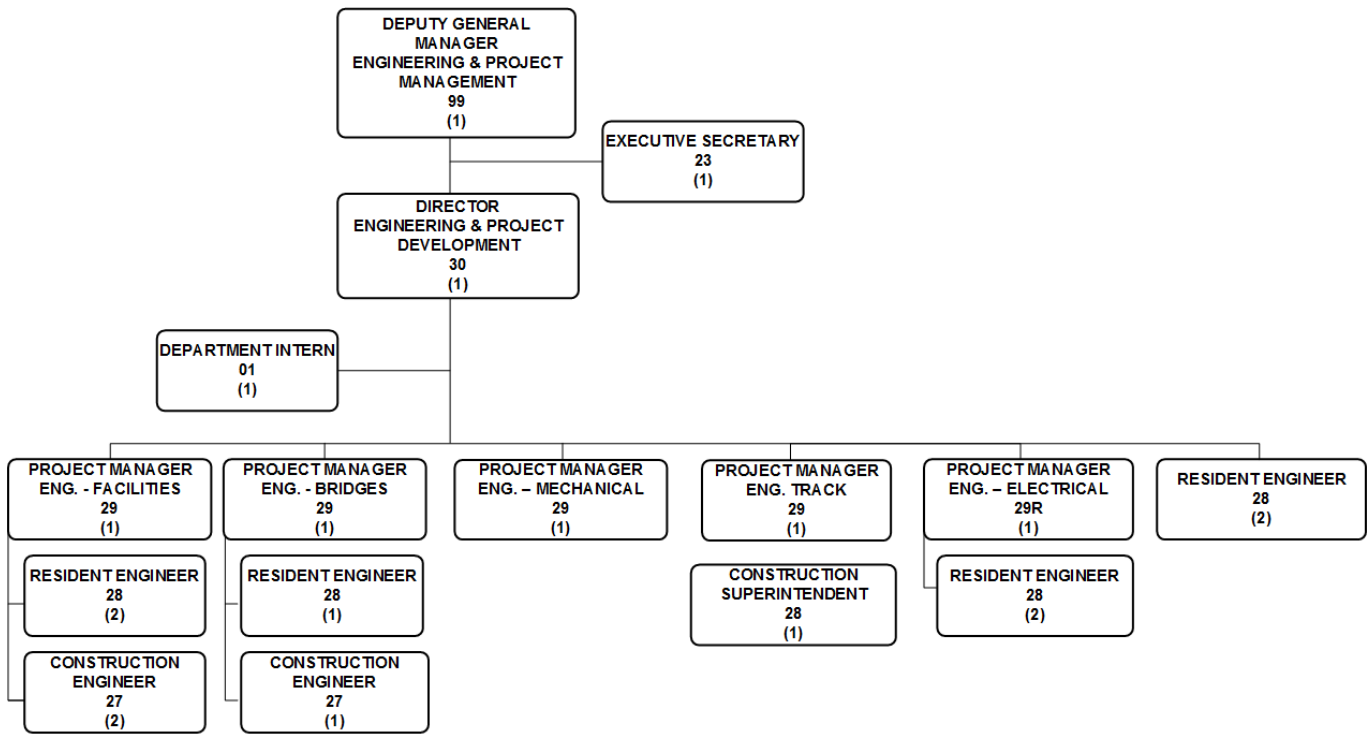 DEPUTY GENERAL
MANAGER
ENGINEERING & PROJECT
MANAGEMENT
99
(1)
EXECUTIVE SECRETARY
23
(1)
DIRECTOR
ENGINEERING & PROJECT
DEVELOPMENT
30
(1)
DEPARTMENT INTERN
01
(1)
PROJECT MANAGER
ENG. - FACILITIES
29
(1)
PROJECT MANAGER
ENG. - BRIDGES
29
(1)
PROJECT MANAGER
ENG. – MECHANICAL
29
(1)
PROJECT MANAGER
ENG. TRACK
29
(1)
PROJECT MANAGER
ENG. – ELECTRICAL
29R
(1)
RESIDENT ENGINEER
28
(2)
RESIDENT ENGINEER
28
(2)
RESIDENT ENGINEER
28
(1)
CONSTRUCTION
SUPERINTENDENT
28
(1)
RESIDENT ENGINEER
28
(2)
CONSTRUCTION
ENGINEER
27
(2)
CONSTRUCTION
ENGINEER
27
(1)